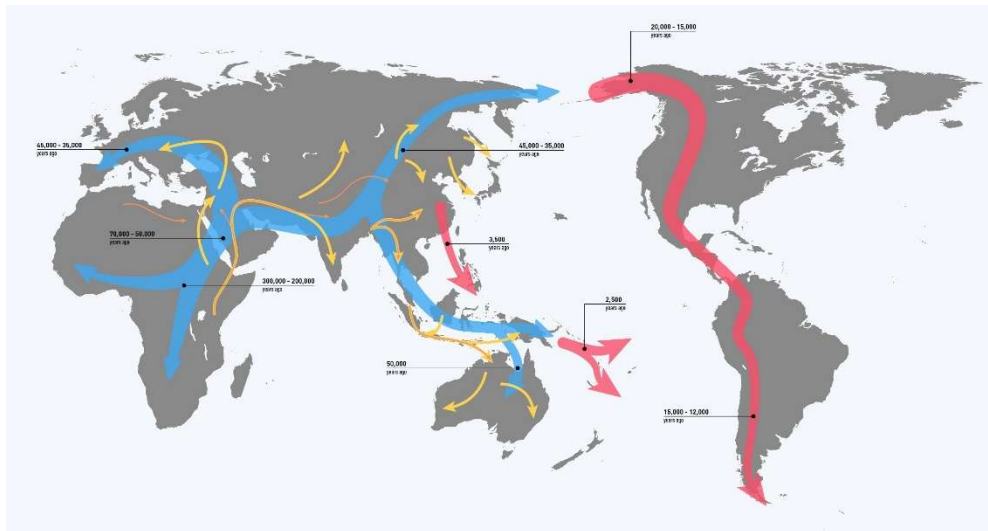 20,000 - 15,000
years ago
45,000 - 35,000
years ago
45,000 - 35,000
years ago
70,000 - 50,000
years ago
3,500
years ago
300,000 - 200,000
years ago
2,500
years ago
50,000
years ago
15,000 - 12,000
years ago